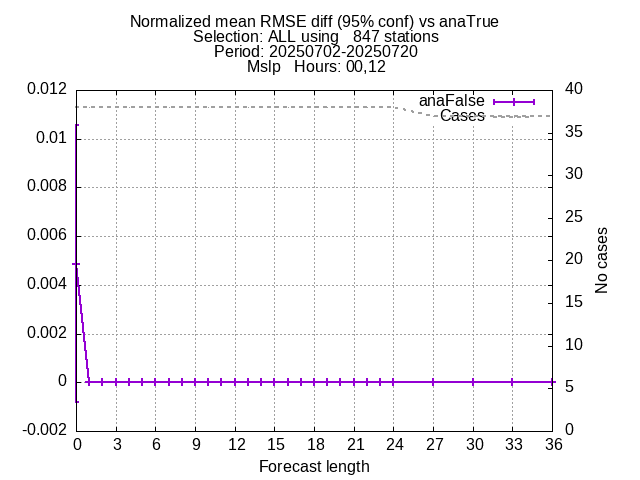 Normalized mean RMSE diff (95% conf) vs anaTrue
Selection: ALL using   847 stations
Period: 20250702-20250720
Mslp   Hours: 00,12
0.012
0.01
0.008
0.006
0.004
0.002
0
-0.002
anaFalse
Cases
40
35
30
25
20
15
10
5
0
No cases
0 3 6 9 12 15 18 21 24 27 30 33 36
Forecast length